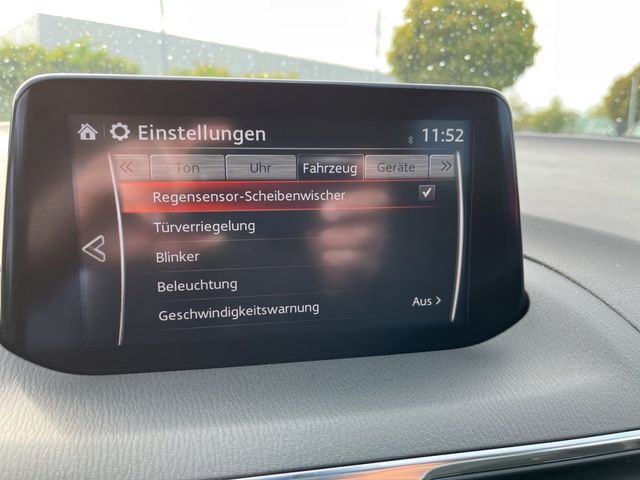 Einstellungen 11:52
Ton Uhr Fahrzeug Geräte
Regensensor-Scheibenwischer
Türverriegelung
Blinker
Beleuchtung
Geschwindigkeitswarnung Aus